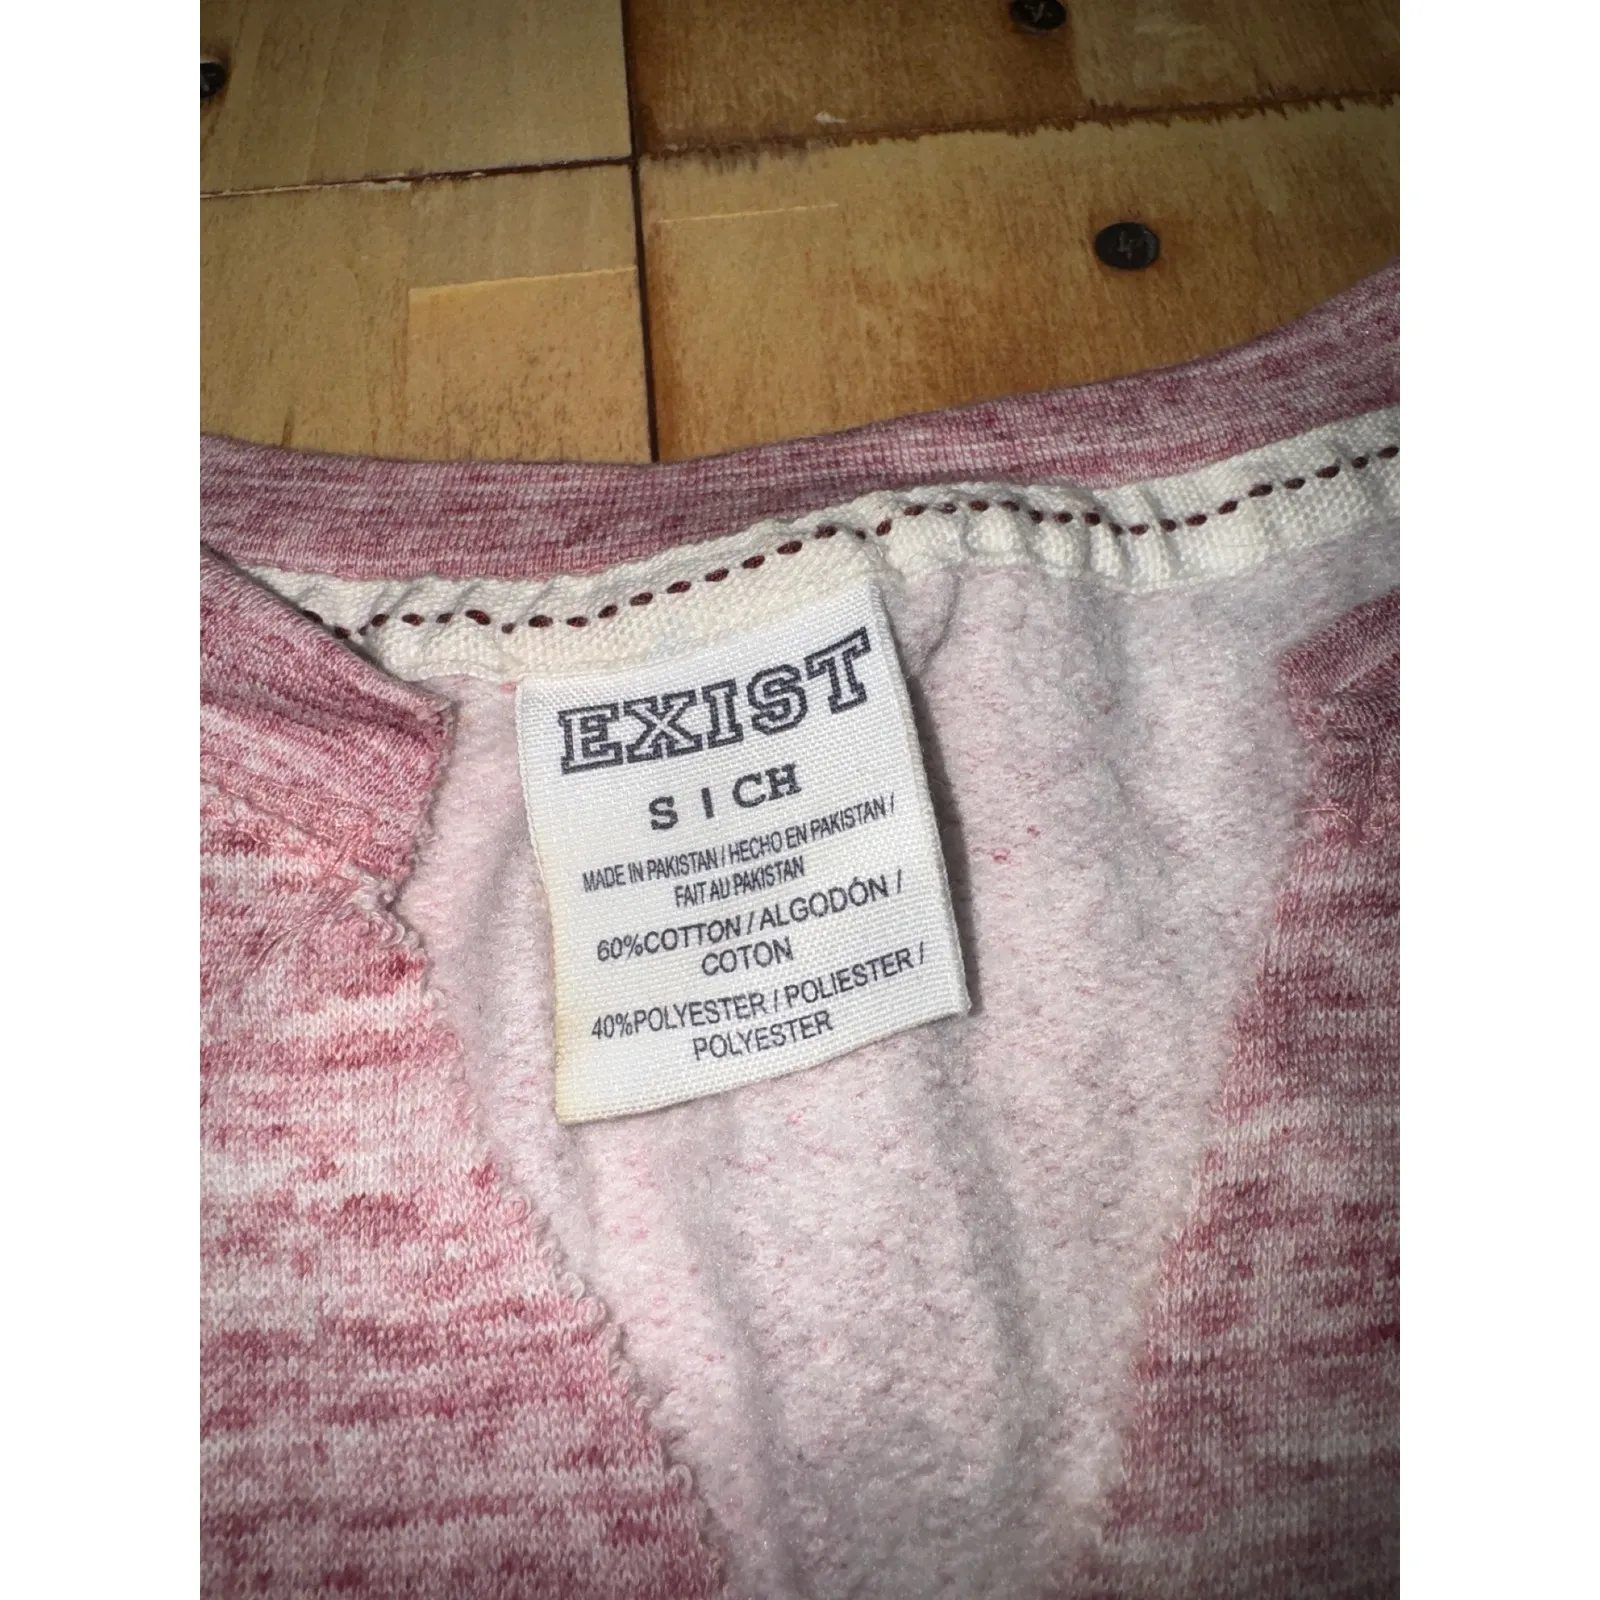 EXIST
S | CH
MADE IN PAKISTAN / HECHO EN PAKISTAN /
FAIT AU PAKISTAN
60%COTTON / ALGODÓN /
COTON
40%POLYESTER / POLIESTER /
POLYESTER